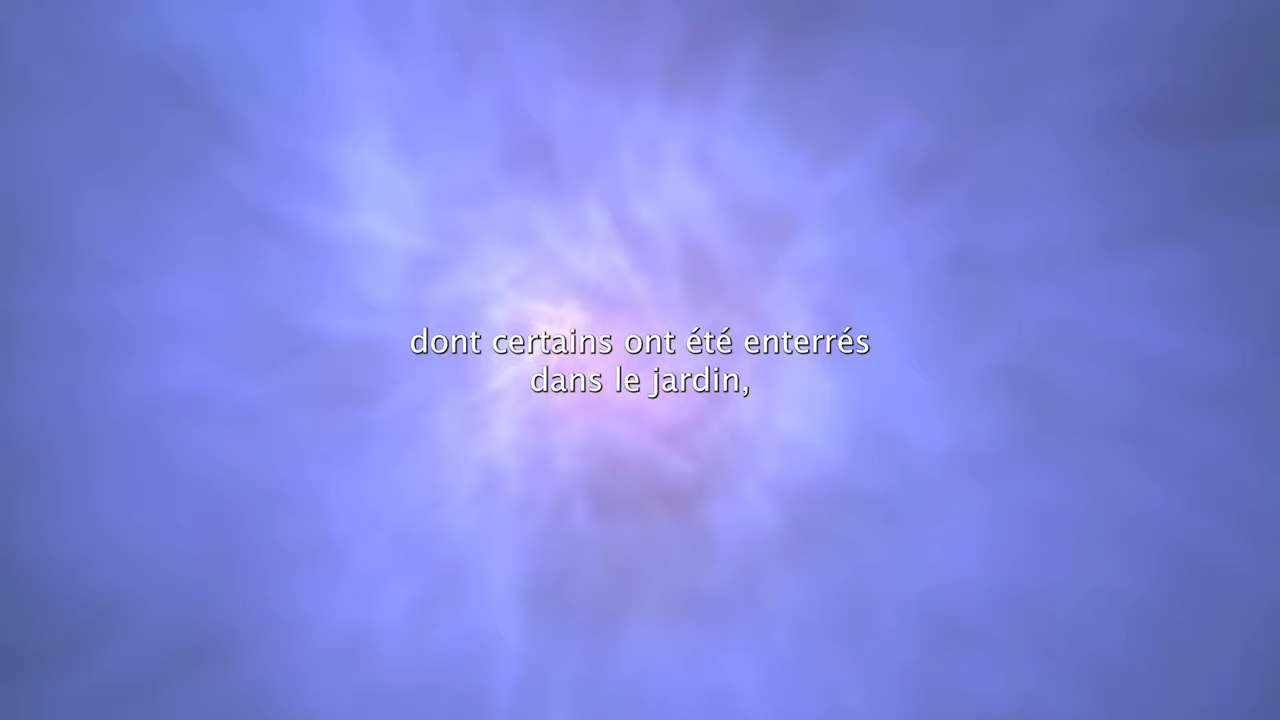 dont certains ont été enterrés
dans le jardin,